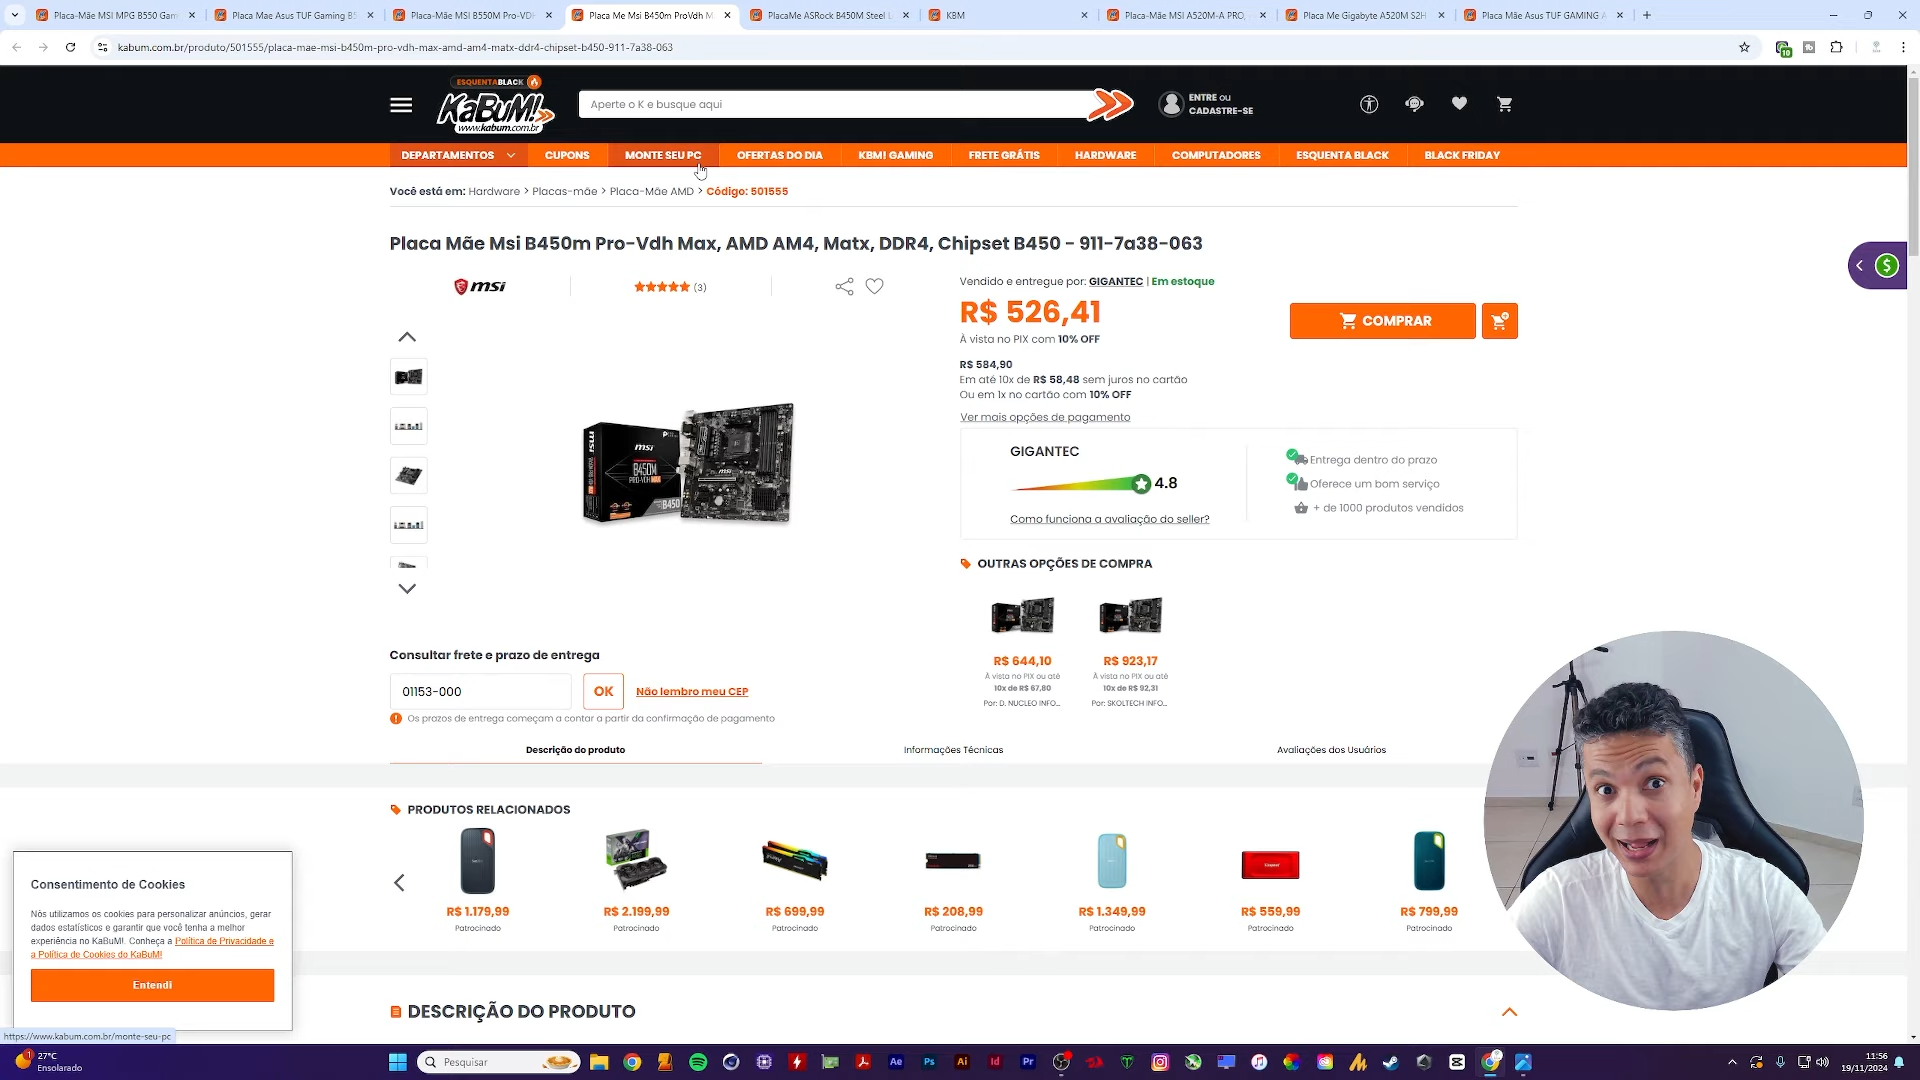 Placa-Mãe MSI MPG B550 Gam
Placa Mae Asus TUF Gaming B5
Placa-Mãe MSI B550M Pro-VDH
Placa Me Msi B450m ProVdh M
PlacaMe ASRock B450M Steel L
KBM
Placa-Mãe MSI A520M-A PRO,
Placa Me Gigabyte A520M S2H
Placa Mãe Asus TUF GAMING A
kabum.com.br/produto/501555/placa-mae-msi-b450m-pro-vdh-max-amd-am4-matx-ddr4-chipset-b450-911-7a38-063
10
ESQUENTABLACK
KaBuM!
www.kabum.com.br
Aperte o K e busque aqui
ENTRE ou
CADASTRE-SE
DEPARTAMENTOS CUPONS MONTE SEU PC OFERTAS DO DIA KBM! GAMING FRETE GRÁTIS HARDWARE COMPUTADORES ESQUENTA BLACK BLACK FRIDAY
Você está em: Hardware > Placas-mãe > Placa-Mãe AMD > Código: 501555
Placa Mãe Msi B450m Pro-Vdh Max, AMD AM4, Matx, DDR4, Chipset B450 - 911-7a38-063
msi
(3)
Vendido e entregue por: GIGANTEC | Em estoque
R$ 526,41
À vista no PIX com 10% OFF
R$ 584,90
Em até 10x de R$ 58,48 sem juros no cartão
Ou em 1x no cartão com 10% OFF
Ver mais opções de pagamento
COMPRAR
msi
B450M
PRO-VDH MAX
B450
GIGANTEC
4.8
Como funciona a avaliação do seller?
Entrega dentro do prazo
Oferece um bom serviço
+ de 1000 produtos vendidos
OUTRAS OPÇÕES DE COMPRA
R$ 644,10
À vista no PIX ou até
10x de R$ 67,80
Por: D. NUCLEO INFO...
R$ 923,17
À vista no PIX ou até
10x de R$ 92,31
Por: SKOLTECH INFO...
Consultar frete e prazo de entrega
01153-000
OK
Não lembro meu CEP
Os prazos de entrega começam a contar a partir da confirmação de pagamento
Descrição do produto
Informações Técnicas
Avaliações dos Usuários
PRODUTOS RELACIONADOS
R$ 1.179,99
Patrocinado
R$ 2.199,99
Patrocinado
R$ 699,99
Patrocinado
R$ 208,99
Patrocinado
R$ 1.349,99
Patrocinado
R$ 559,99
Patrocinado
R$ 799,99
Patrocinado
Consentimento de Cookies
Nós utilizamos os cookies para personalizar anúncios, gerar
dados estatísticos e garantir que você tenha a melhor
experiência no KaBuM!. Conheça a Política de Privacidade e
a Política de Cookies do KaBuM!
Entendi
DESCRIÇÃO DO PRODUTO
https://www.kabum.com.br/monte-seu-pc
1
27°C
Ensolarado
Pesquisar
Ae
Ps
Ai
Id
Pr
11:56
19/11/2024